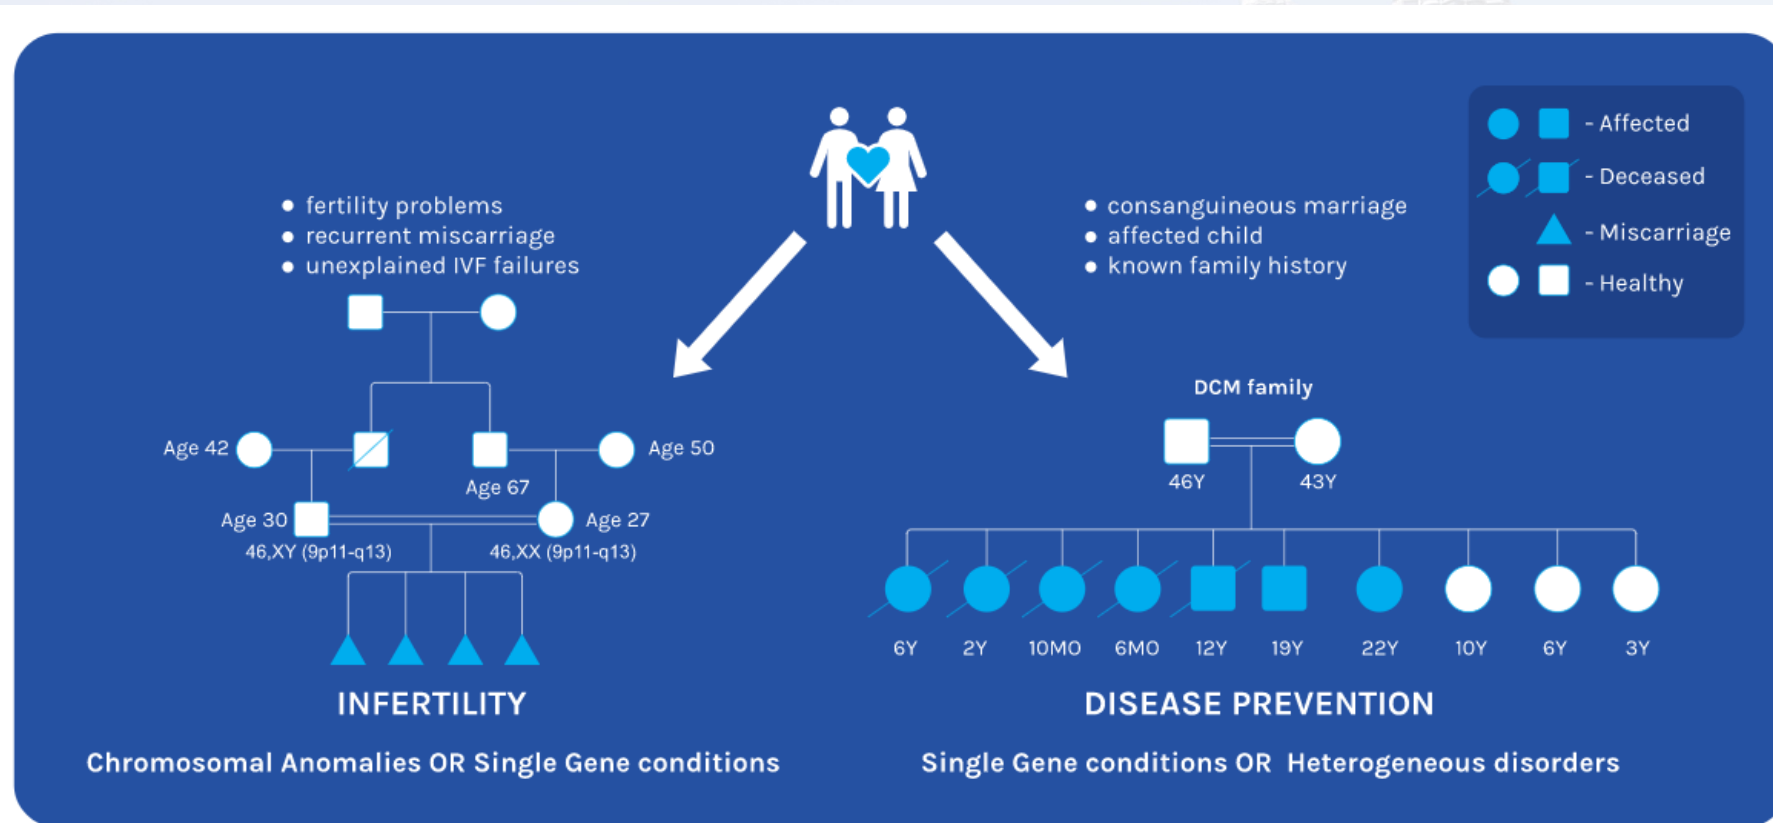 - Affected
- Deceased
- Miscarriage
- Healthy
● fertility problems
● recurrent miscarriage
● unexplained IVF failures
● consanguineous marriage
● affected child
● known family history
Age 42
Age 67
Age 50
Age 30
Age 27
46,XY (9p11-q13)
46,XX (9p11-q13)
INFERTILITY
Chromosomal Anomalies OR Single Gene conditions
DCM family
46Y 43Y
6Y 2Y 10MO 6MO 12Y 19Y 22Y 10Y 6Y 3Y
DISEASE PREVENTION
Single Gene conditions OR Heterogeneous disorders